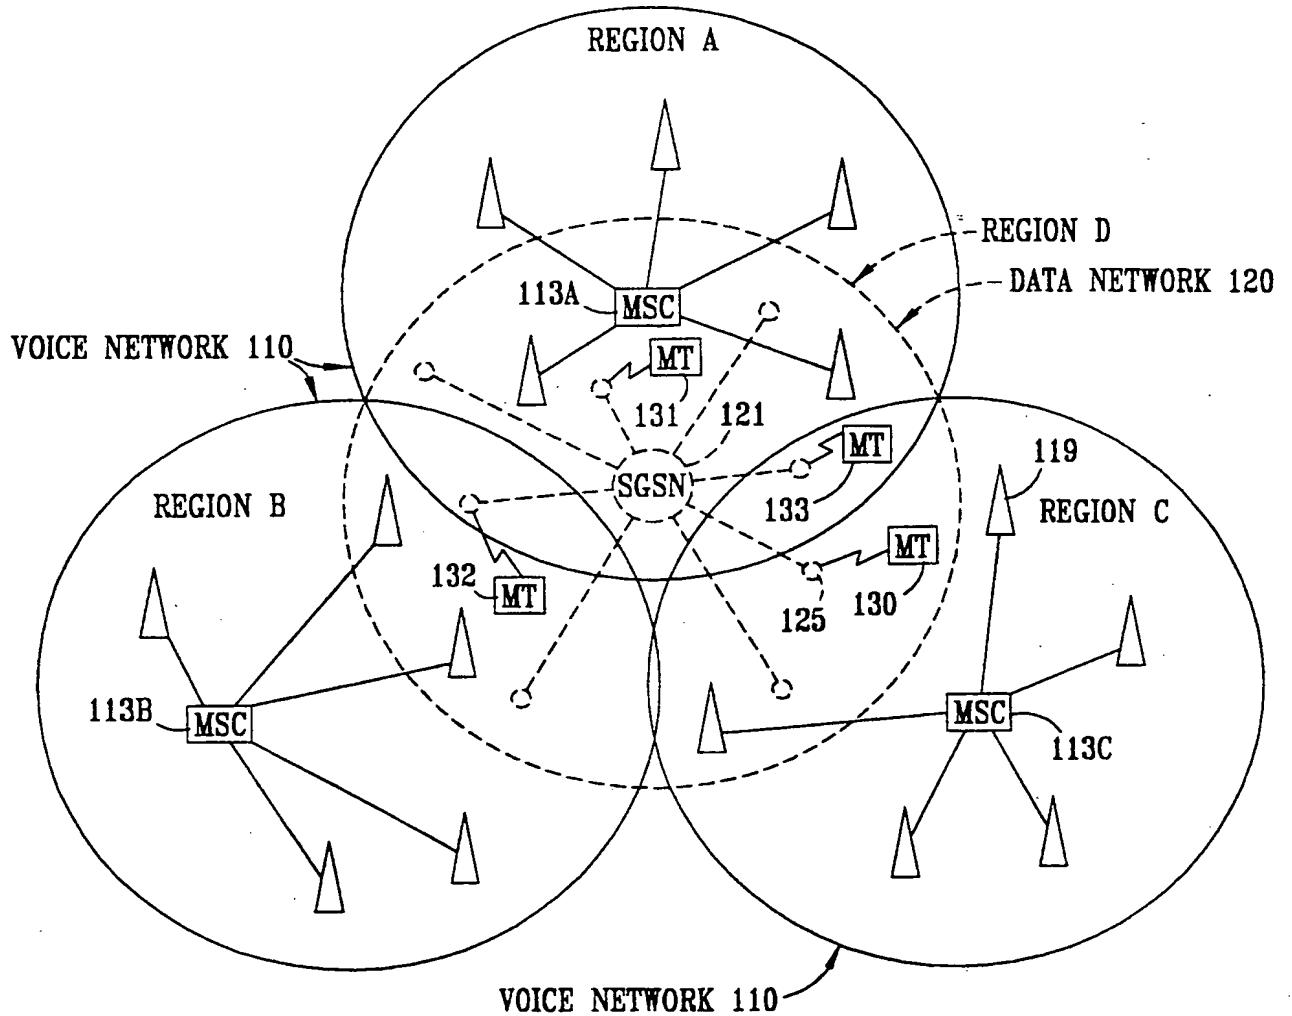 REGION A
REGION D
DATA NETWORK 120
113A
MSC
VOICE NETWORK 110
MT
131
121
MT
119
SGSN
REGION B
133
REGION C
MT
132
MT
125
130
113B
MSC
MSC
113C
VOICE NETWORK 110